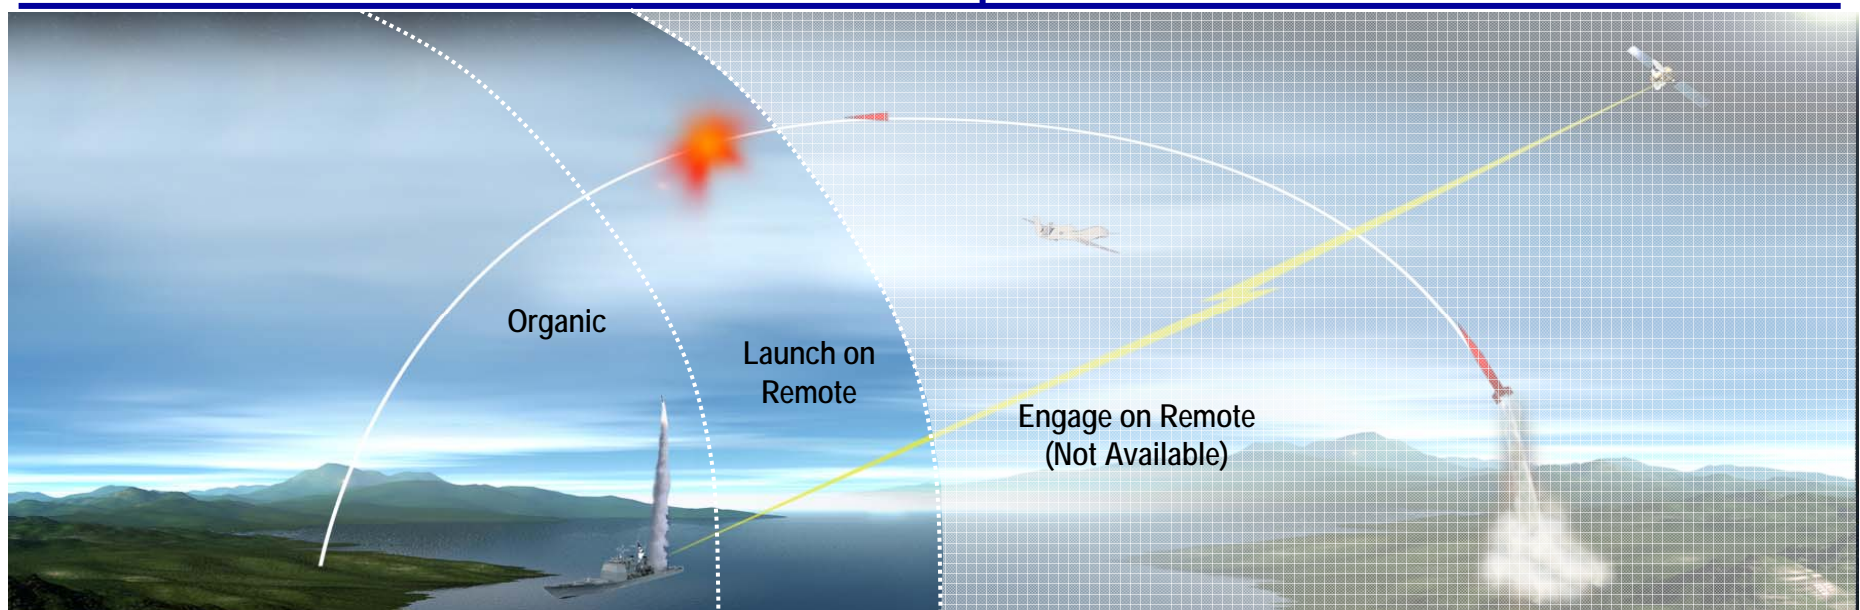 Organic
Launch on
Remote
Engage on Remote
(Not Available)